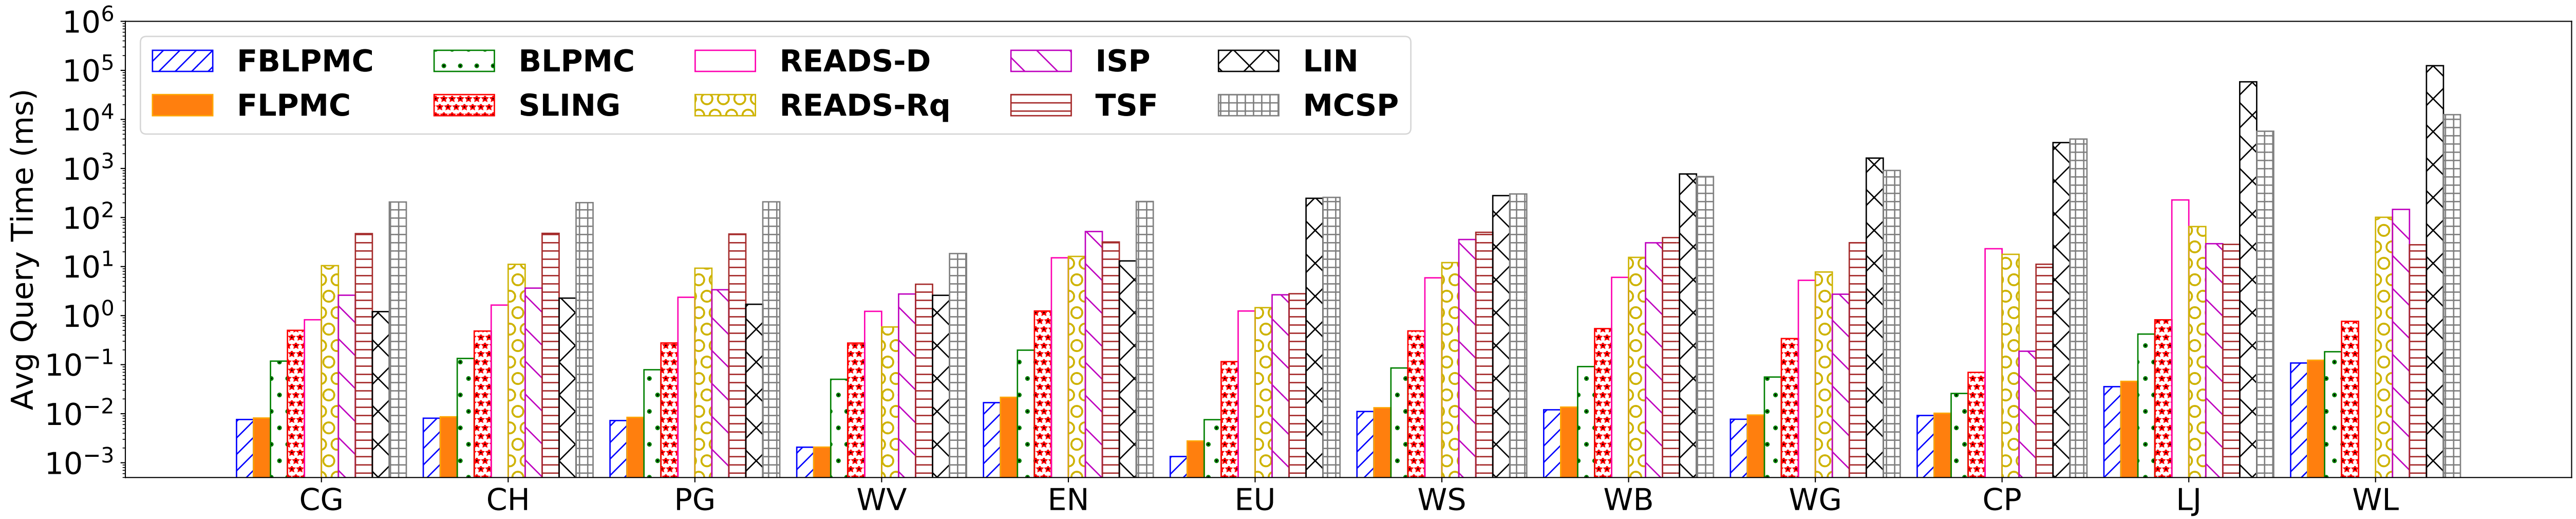 Avg Query Time (ms)
10^6
10^5
10^4
10^3
10^2
10^1
10^0
10^-1
10^-2
10^-3
FBLPMC BLPMC READS-D ISP LIN
FLPMC SLING READS-Rq TSF MCSP
CG CH PG WV EN EU WS WB WG CP LJ WL